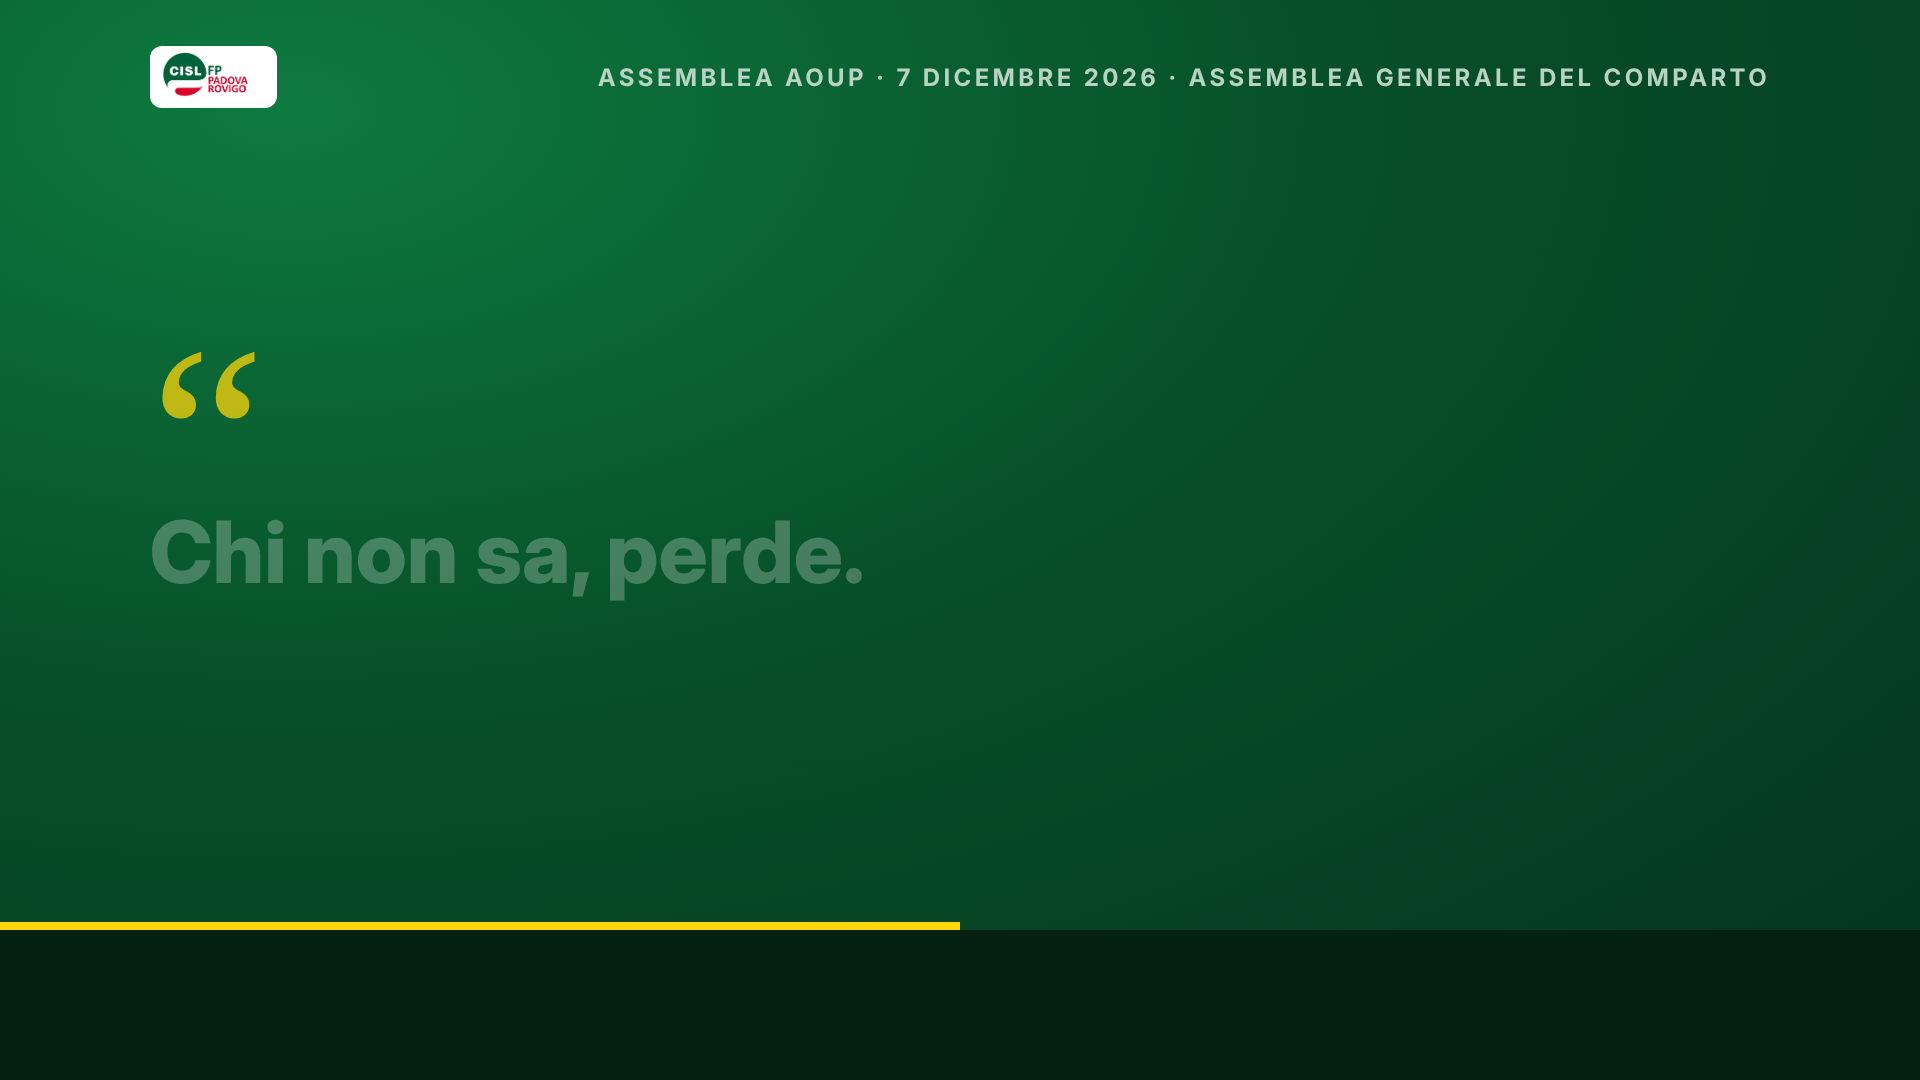 CISL FP
PADOVA
ROVIGO
ASSEMBLEA AOUP · 7 DICEMBRE 2026 · ASSEMBLEA GENERALE DEL COMPARTO
“
Chi non sa, perde.